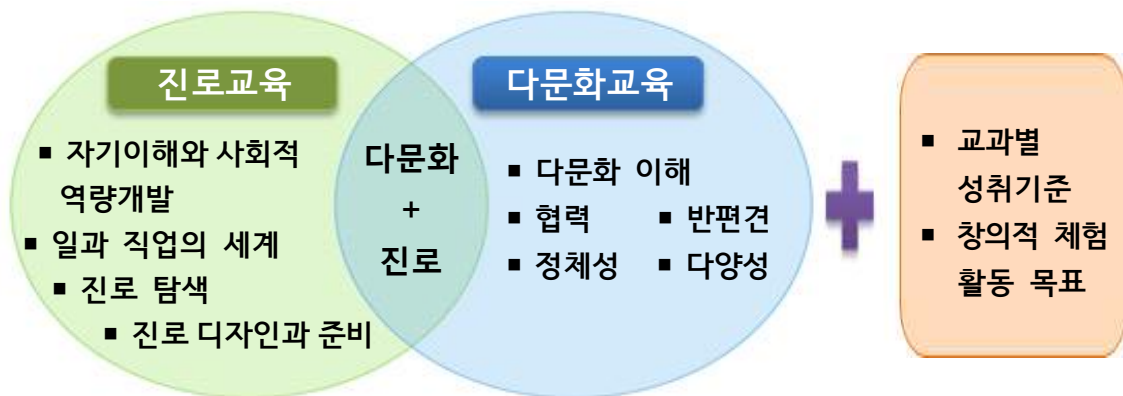 진로교육
■ 자기이해와 사회적
역량개발
■ 일과 직업의 세계
■ 진로 탐색
■ 진로 디자인과 준비
다문화
+
진로
다문화교육
■ 다문화 이해
■ 협력 ■ 반편견
■ 정체성 ■ 다양성
■ 교과별
성취기준
■ 창의적 체험
활동 목표